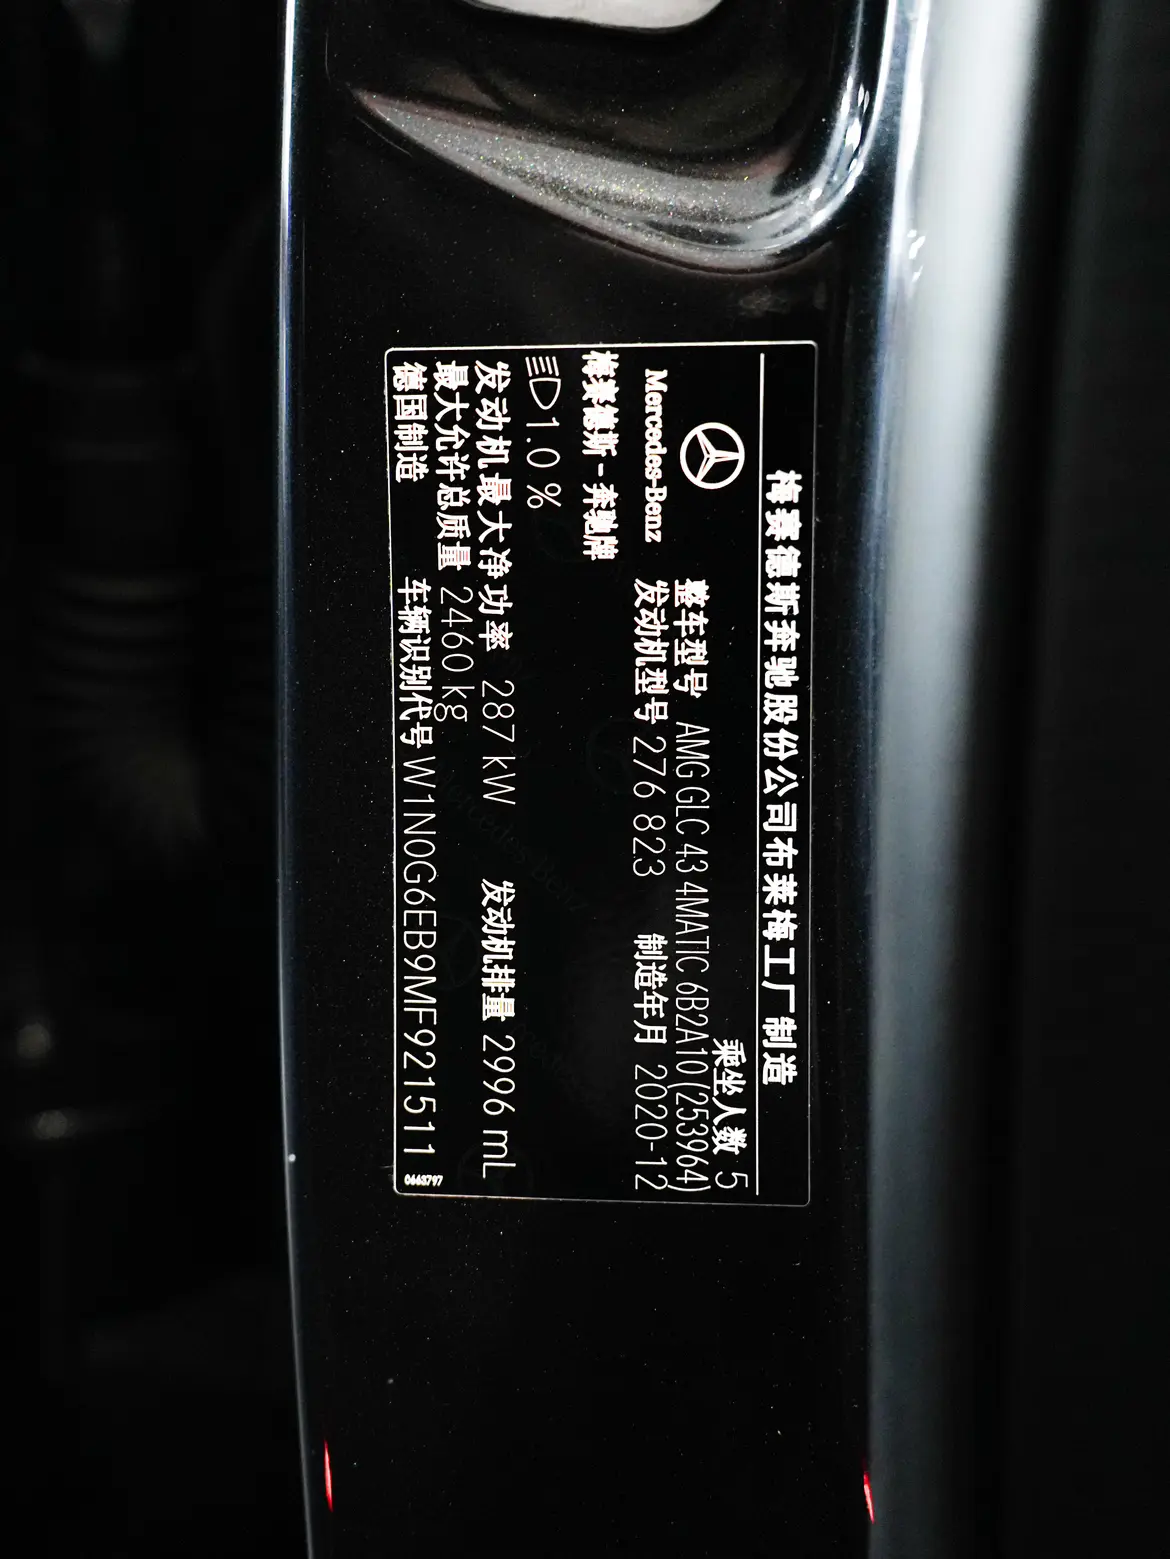 梅赛德斯奔驰股份公司布莱梅工厂制造
乘坐人数 5
Mercedes-Benz
整车型号 AMG GLC 43 4MATIC 6B2A10(253964)
发动机型号 276 823 制造年月 2020-12
梅赛德斯-奔驰牌
1.0 %
发动机最大净功率 287 kW 发动机排量 2996 mL
最大允许总质量 2460 kg
德国制造 车辆识别代号 W1N0G6EB9MF921511
0663797